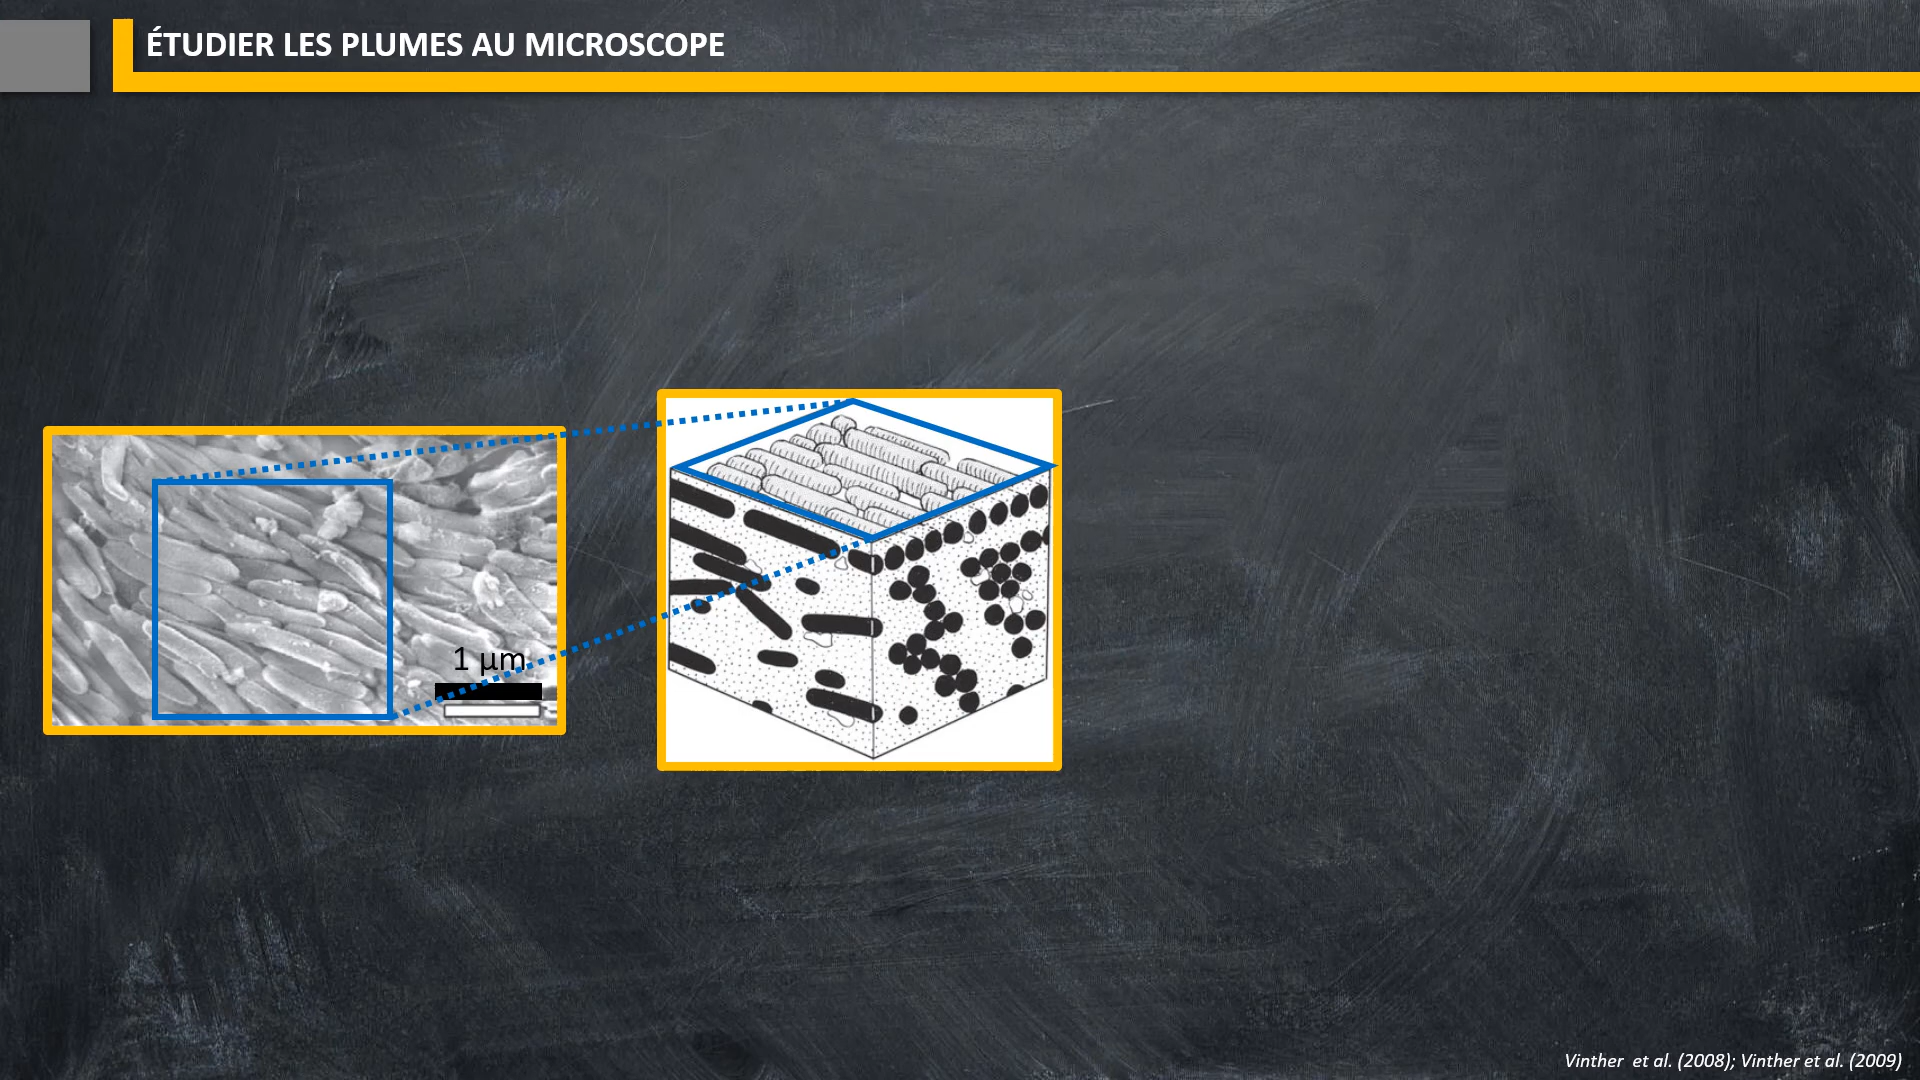 ÉTUDIER LES PLUMES AU MICROSCOPE
1 µm
Vinther et al. (2008); Vinther et al. (2009)